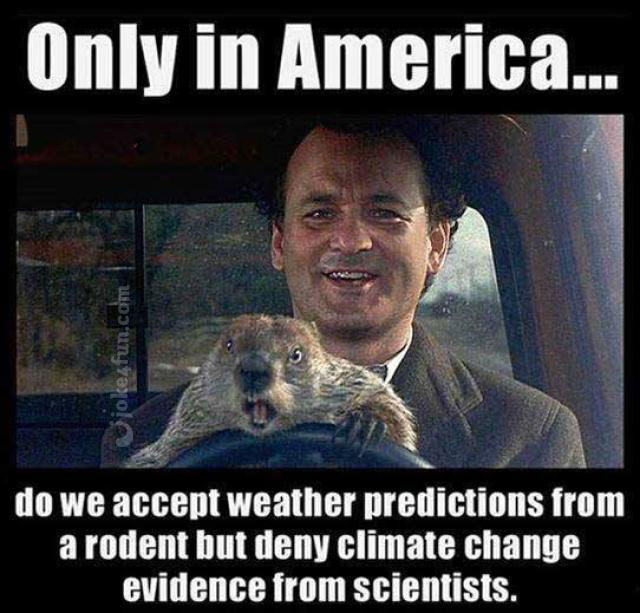 Only in America...
joke4fun.com
do we accept weather predictions from
a rodent but deny climate change
evidence from scientists.